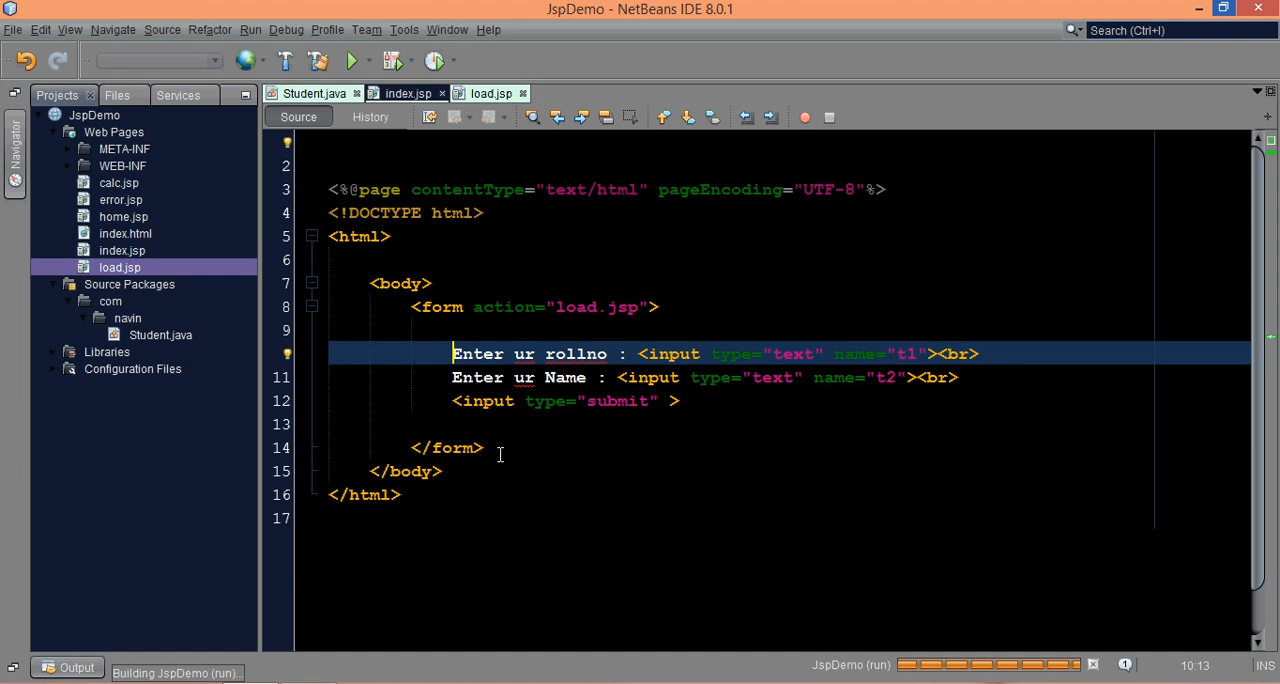 JspDemo - NetBeans IDE 8.0.1
File Edit View Navigate Source Refactor Run Debug Profile Team Tools Window Help
Search (Ctrl+I)
Projects Files Services
Student.java index.jsp load.jsp
Source History
Navigator
JspDemo
Web Pages
META-INF
WEB-INF
calc.jsp
error.jsp
home.jsp
index.html
index.jsp
load.jsp
Source Packages
com
navin
Student.java
Libraries
Configuration Files
2
3 <%@page contentType="text/html" pageEncoding="UTF-8"%>
4 <!DOCTYPE html>
5 <html>
6
7 <body>
8 <form action="load.jsp">
9
Enter ur rollno : <input type="text" name="t1"><br>
11 Enter ur Name : <input type="text" name="t2"><br>
12 <input type="submit" >
13
14 </form>
15 </body>
16 </html>
17
Output
Building JspDemo (run)...
JspDemo (run)
1
10:13
INS